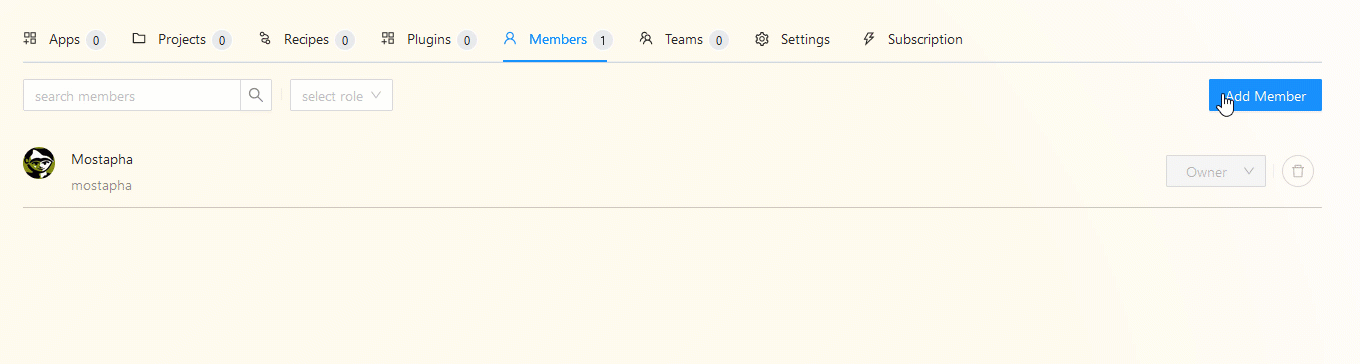 Apps 0 Projects 0 Recipes 0 Plugins 0 Members 1 Teams 0 Settings Subscription
search members select role Add Member
Mostapha
mostapha
Owner